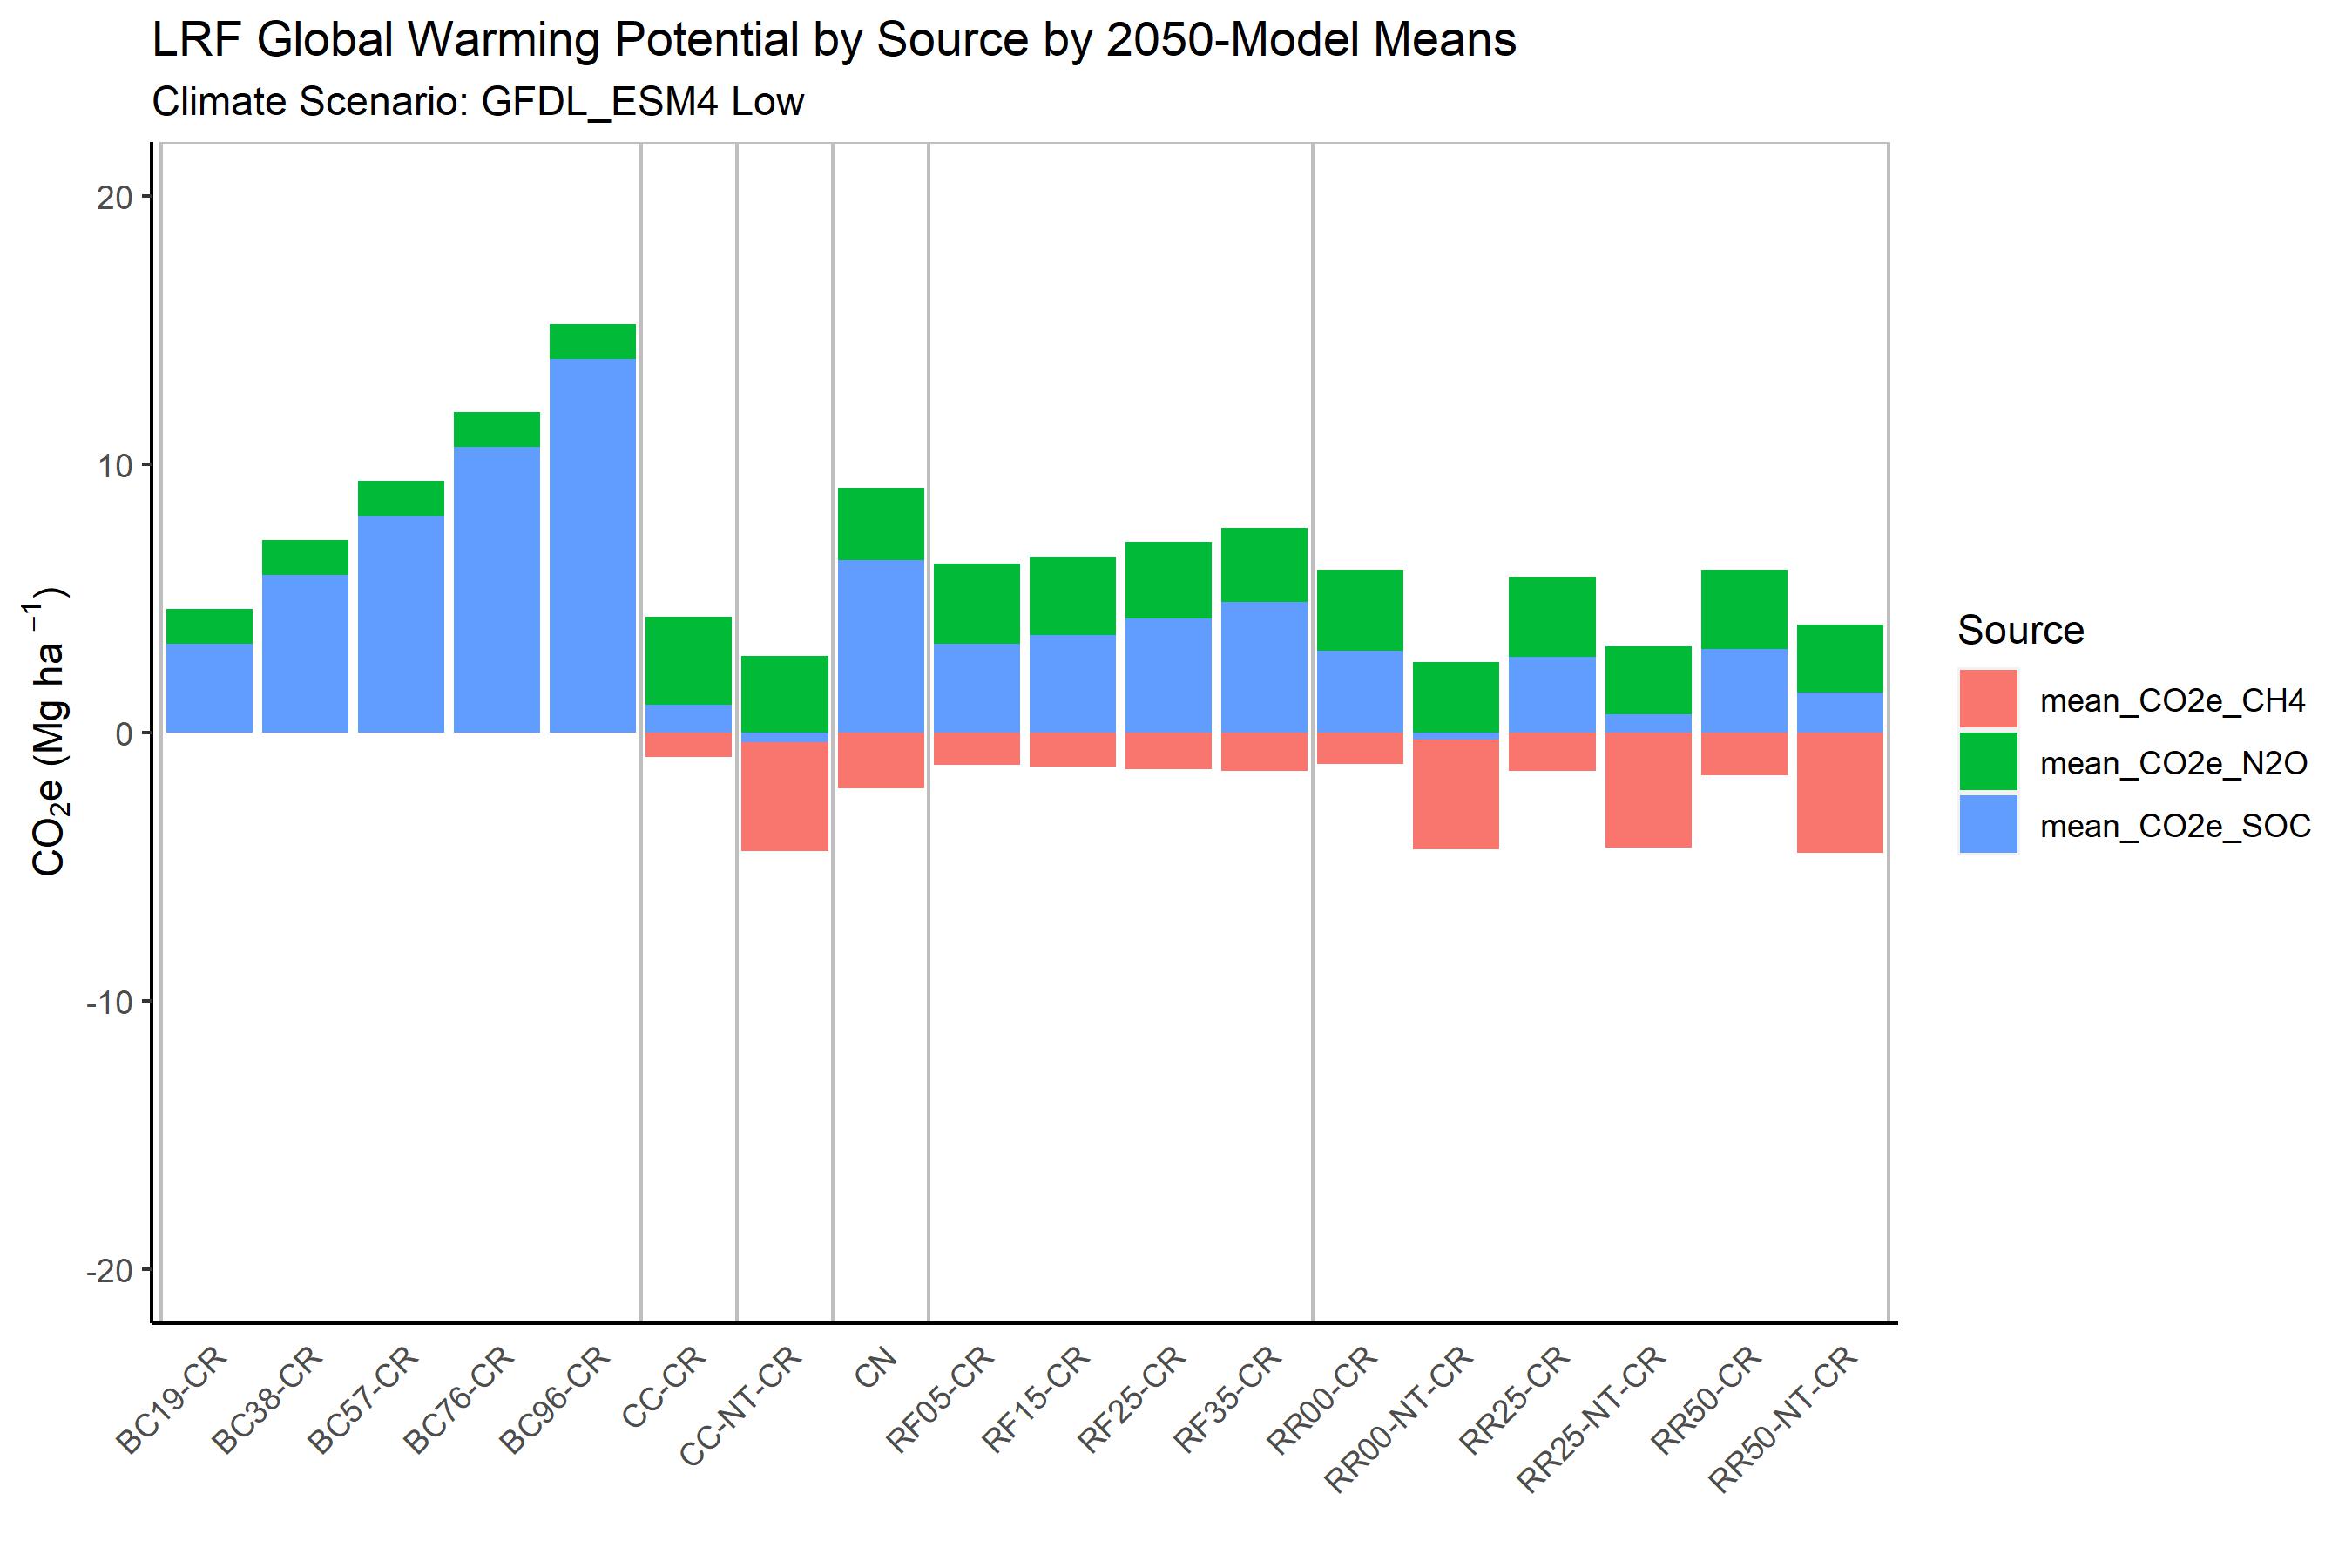 LRF Global Warming Potential by Source by 2050-Model Means
Climate Scenario: GFDL_ESM4 Low
CO₂e (Mg ha ⁻¹)
20
10
0
-10
-20
BC19-CR
BC38-CR
BC57-CR
BC76-CR
BC96-CR
CC-CR
CC-NT-CR
CN
RF05-CR
RF15-CR
RF25-CR
RF35-CR
RR00-CR
RR00-NT-CR
RR25-CR
RR25-NT-CR
RR50-CR
RR50-NT-CR
Source
mean_CO2e_CH4
mean_CO2e_N2O
mean_CO2e_SOC